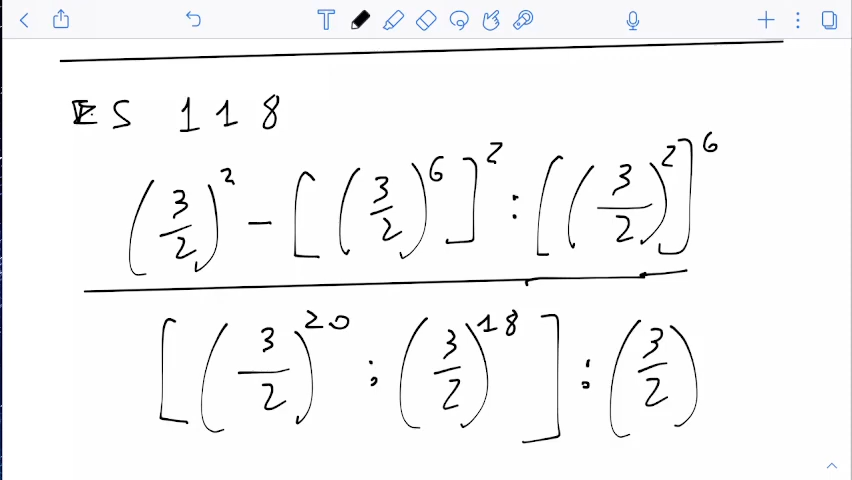 ES 118
(3/2)^2 - [(3/2)^6]^2 : [(3/2)^2]^6
[(3/2)^20 : (3/2)^18] : (3/2)